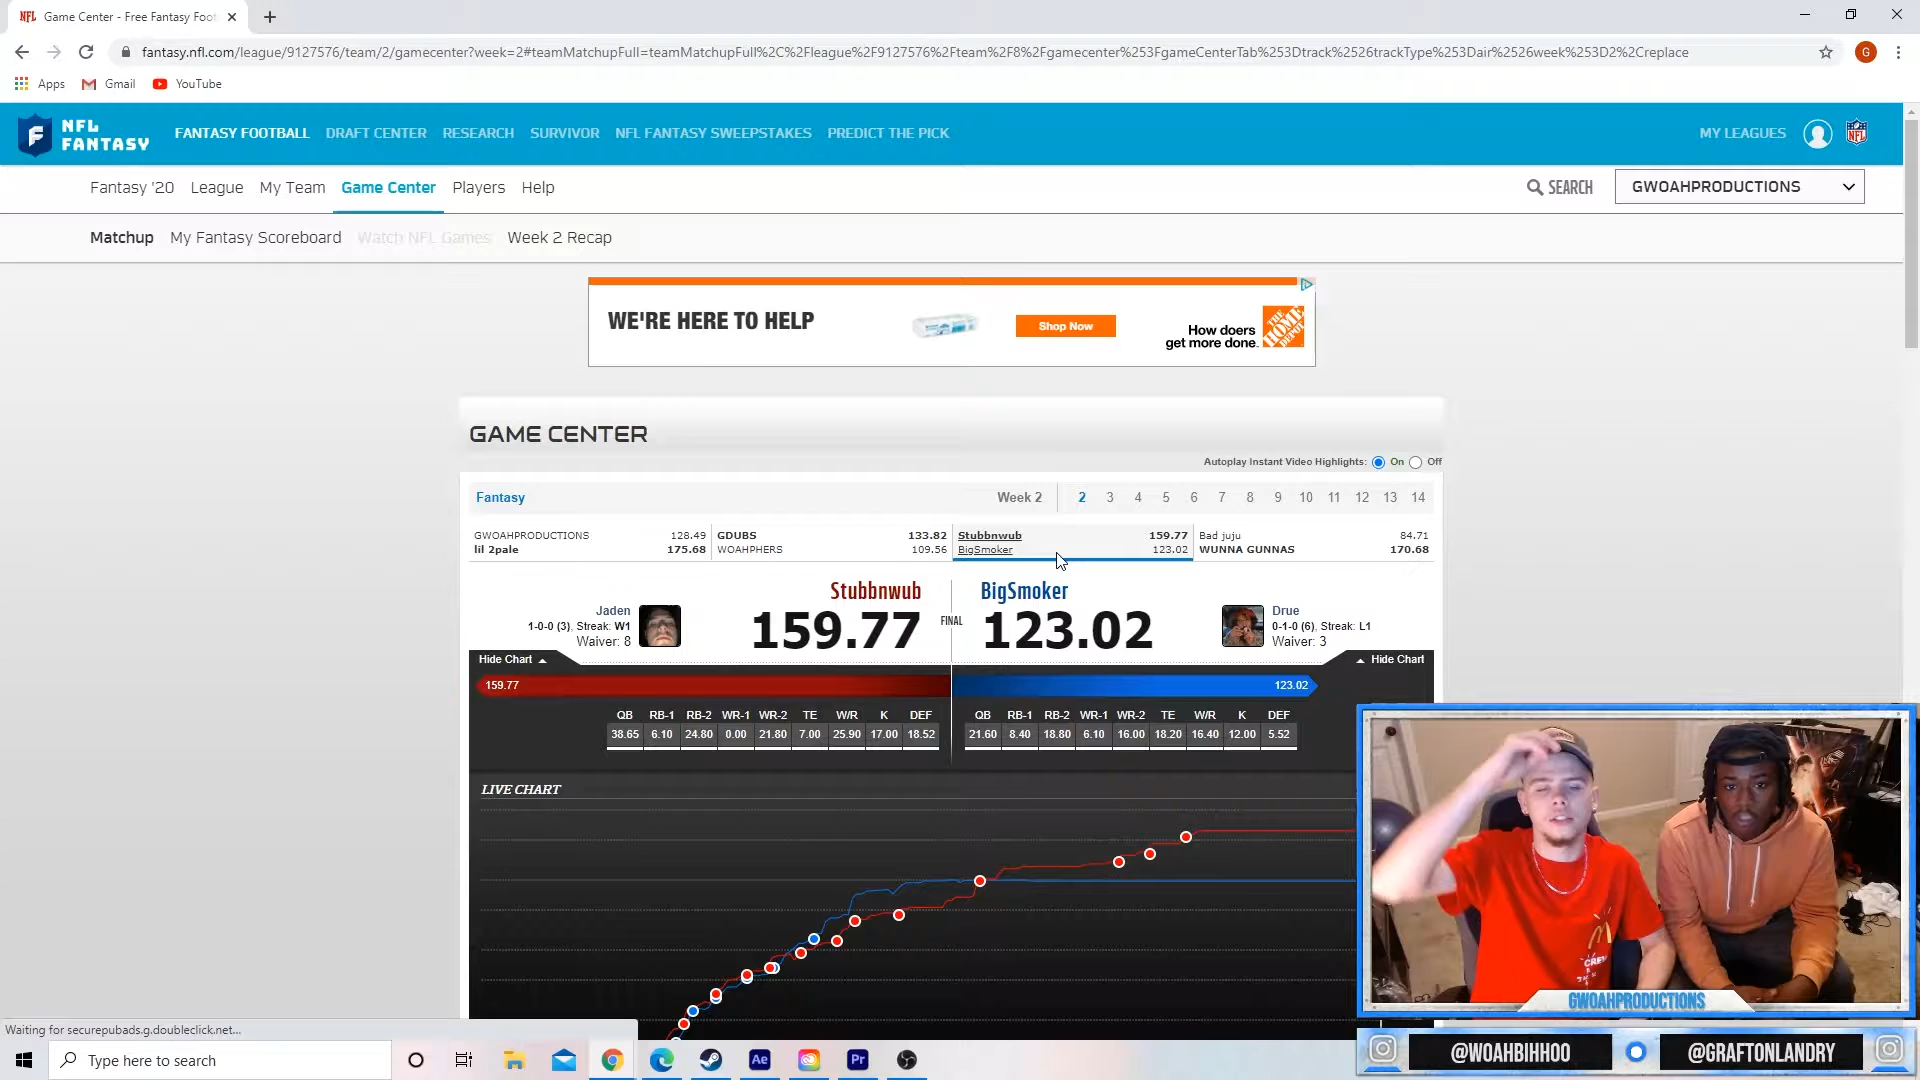 Game Center - Free Fantasy Foot
fantasy.nfl.com/league/9127576/team/2/gamecenter?week=2#teamMatchupFull=teamMatchupFull%2C%2Fleague%2F9127576%2Fteam%2F8%2Fgamecenter%253FgameCenterTab%253Dtrack%2526trackType%253Dair%2526week%253D2%2Creplace
G
Apps Gmail YouTube
NFL FANTASY
FANTASY FOOTBALL DRAFT CENTER RESEARCH SURVIVOR NFL FANTASY SWEEPSTAKES PREDICT THE PICK MY LEAGUES
Fantasy '20 League My Team Game Center Players Help SEARCH GWOAHPRODUCTIONS
Matchup My Fantasy Scoreboard Watch NFL Games Week 2 Recap
WE'RE HERE TO HELP Shop Now How doers get more done. THE HOME DEPOT
GAME CENTER
Autoplay Instant Video Highlights: On Off
Fantasy Week 2 2 3 4 5 6 7 8 9 10 11 12 13 14
GWOAHPRODUCTIONS 128.49 GDUBS 133.82 Stubbnwub 159.77 Bad juju 84.71
lil 2pale 175.68 WOAHPHERS 109.56 BigSmoker 123.02 WUNNA GUNNAS 170.68
Stubbnwub BigSmoker
Jaden 159.77 FINAL 123.02 Drue
1-0-0 (3), Streak: W1 0-1-0 (6), Streak: L1
Waiver: 8 Waiver: 3
Hide Chart Hide Chart
159.77 123.02
QB RB-1 RB-2 WR-1 WR-2 TE W/R K DEF QB RB-1 RB-2 WR-1 WR-2 TE W/R K DEF
38.65 6.10 24.80 0.00 21.80 7.00 25.90 17.00 18.52 21.60 8.40 18.80 6.10 16.00 18.20 16.40 12.00 5.52
LIVE CHART
GWOAHPRODUCTIONS
Waiting for securepubads.g.doubleclick.net...
Type here to search
Ae Pr
@WOAHBIHHOO @GRAFTONLANDRY